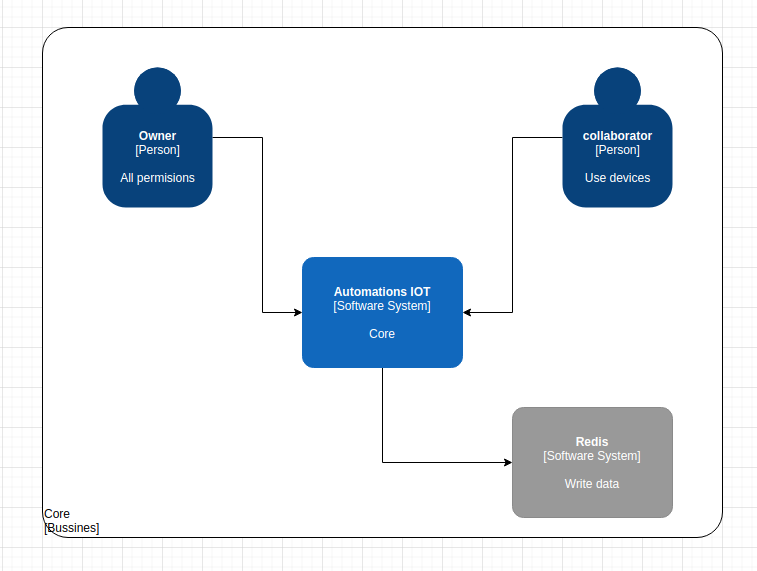 Owner
[Person]
All permisions
collaborator
[Person]
Use devices
Automations IOT
[Software System]
Core
Redis
[Software System]
Write data
Core
[Bussines]